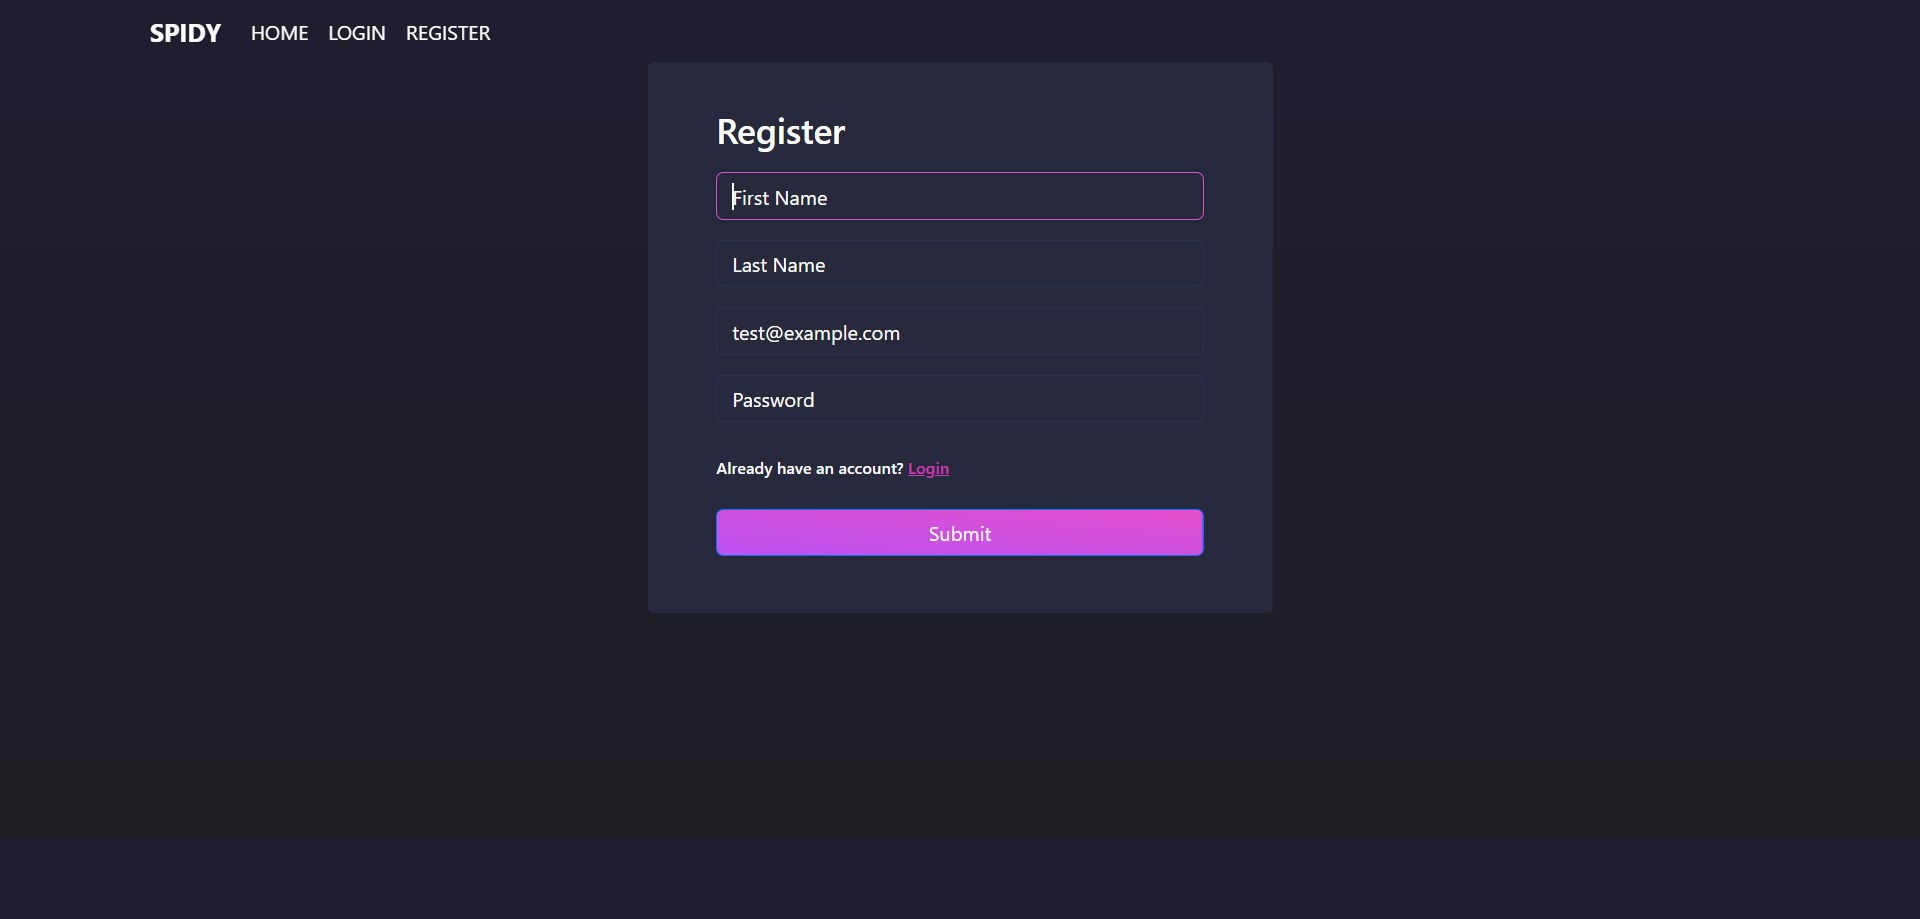 SPIDY HOME LOGIN REGISTER
Register
First Name
Last Name
test@example.com
Password
Already have an account? Login
Submit